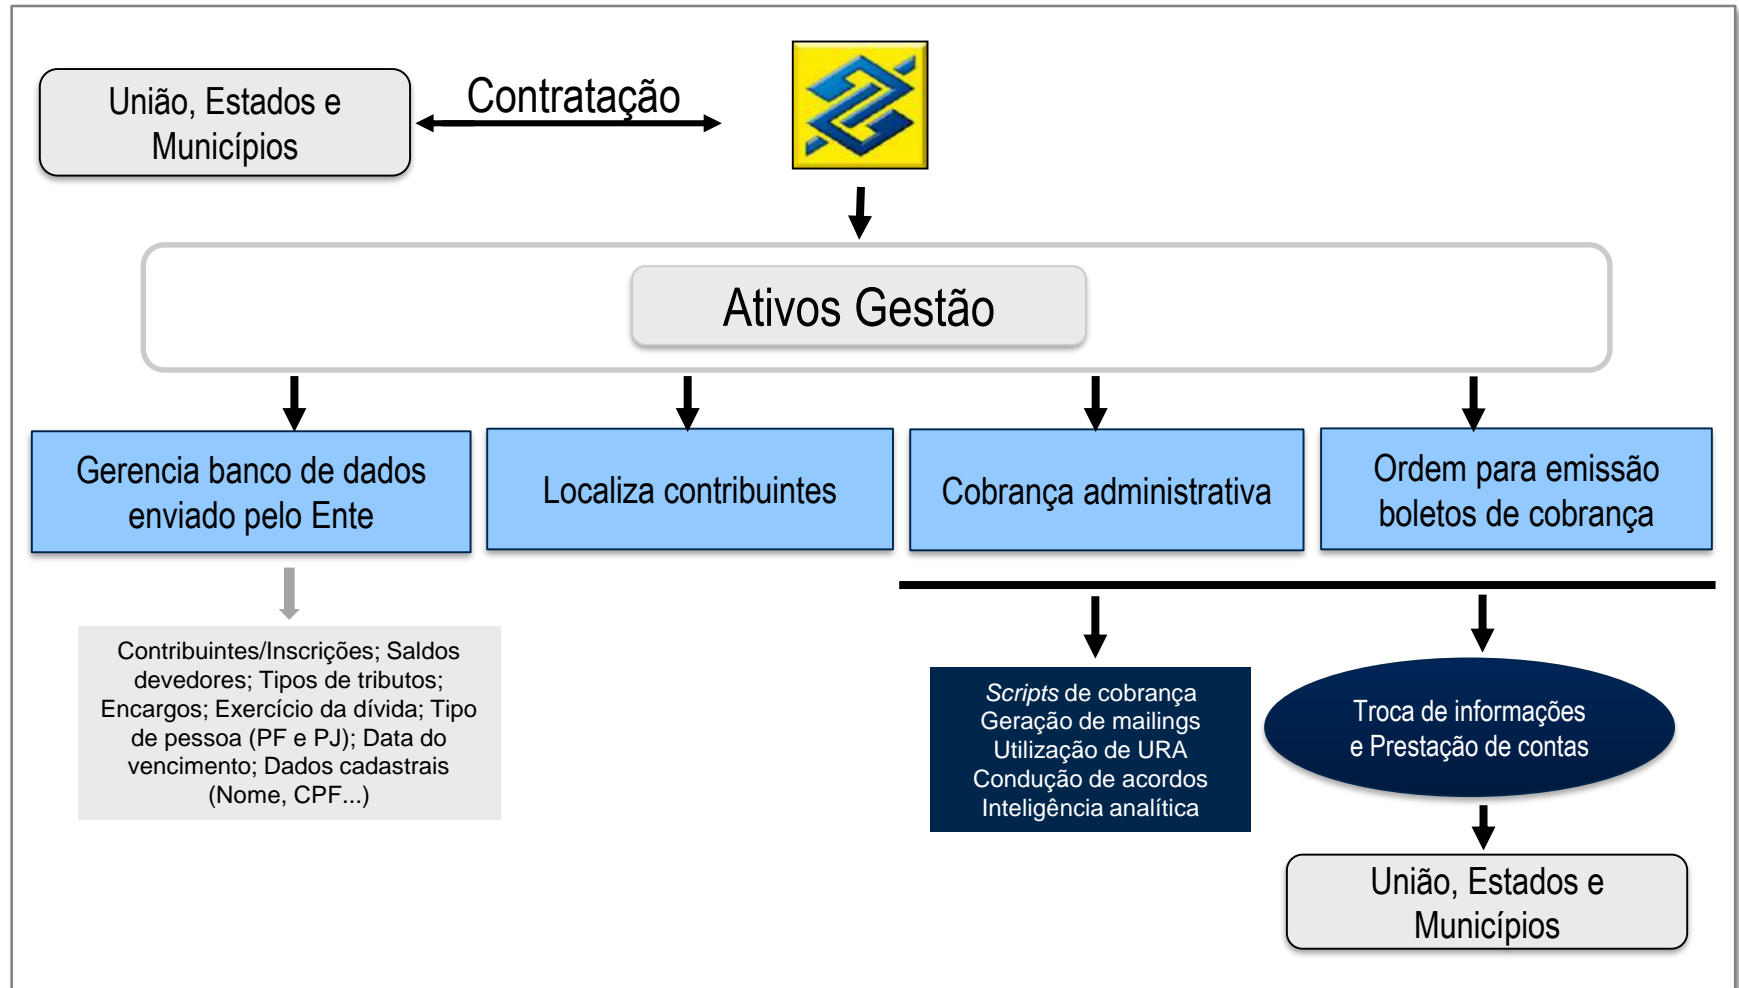 União, Estados e
Municípios
Contratação
Ativos Gestão
Gerencia banco de dados
enviado pelo Ente
Localiza contribuintes
Cobrança administrativa
Ordem para emissão
boletos de cobrança
Contribuintes/Inscrições; Saldos
devedores; Tipos de tributos;
Encargos; Exercício da dívida; Tipo
de pessoa (PF e PJ); Data do
vencimento; Dados cadastrais
(Nome, CPF...)
Scripts de cobrança
Geração de mailings
Utilização de URA
Condução de acordos
Inteligência analítica
Troca de informações
e Prestação de contas
União, Estados e
Municípios